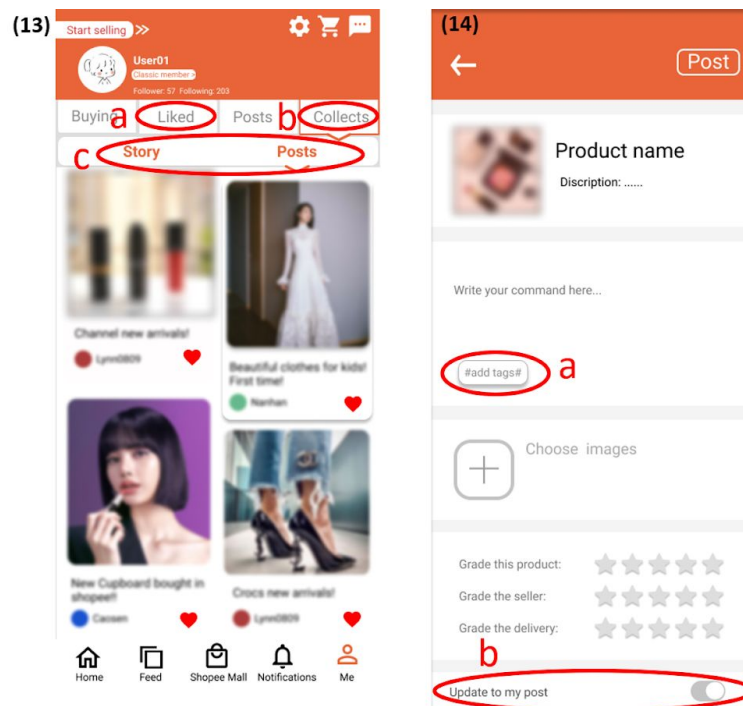 (13)
Start selling >>
User01
Classic member >
Follower: 57 Following: 203
Buying
a
Liked
Posts
b
Collects
c
Story
Posts
Channel new arrivals!
Lynn0809
Beautiful clothes for kids!
First time!
Nanhan
New Cupboard bought in
shopee!!
Caosen
Crocs new arrivals!
Lynn0809
Home
Feed
Shopee Mall
Notifications
Me
(14)
Post
Product name
Discription: ......
Write your command here...
#add tags#
a
Choose images
Grade this product:
Grade the seller:
Grade the delivery:
b
Update to my post